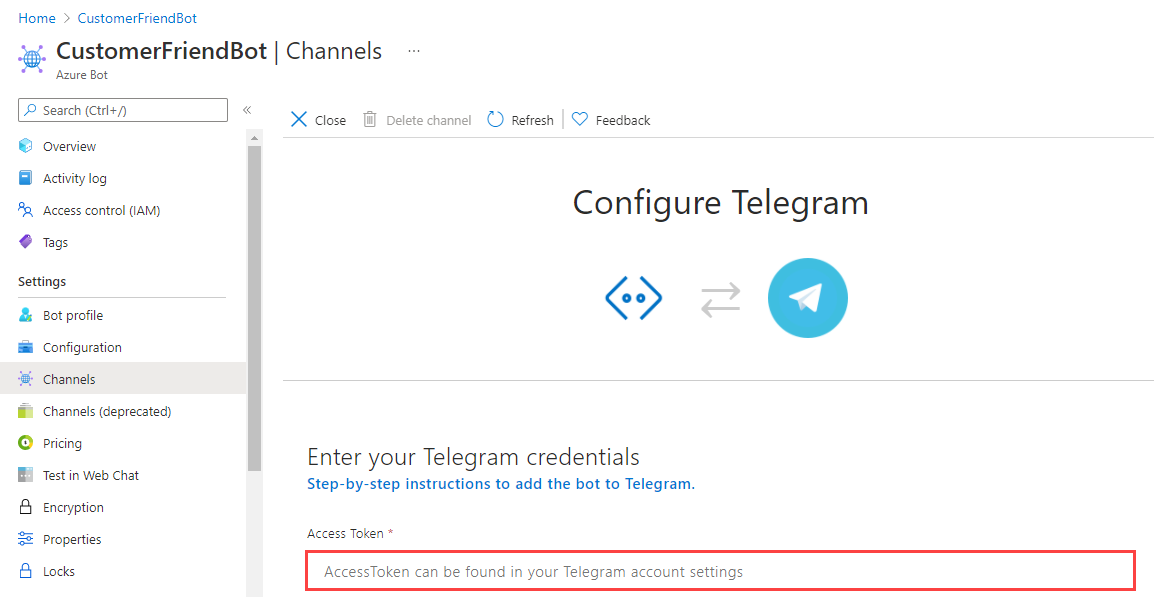 Home > CustomerFriendBot
CustomerFriendBot | Channels ...
Azure Bot
Search (Ctrl+/) «
Overview
Activity log
Access control (IAM)
Tags
Settings
Bot profile
Configuration
Channels
Channels (deprecated)
Pricing
Test in Web Chat
Encryption
Properties
Locks
Close Delete channel Refresh Feedback
Configure Telegram
Enter your Telegram credentials
Step-by-step instructions to add the bot to Telegram.
Access Token *
AccessToken can be found in your Telegram account settings